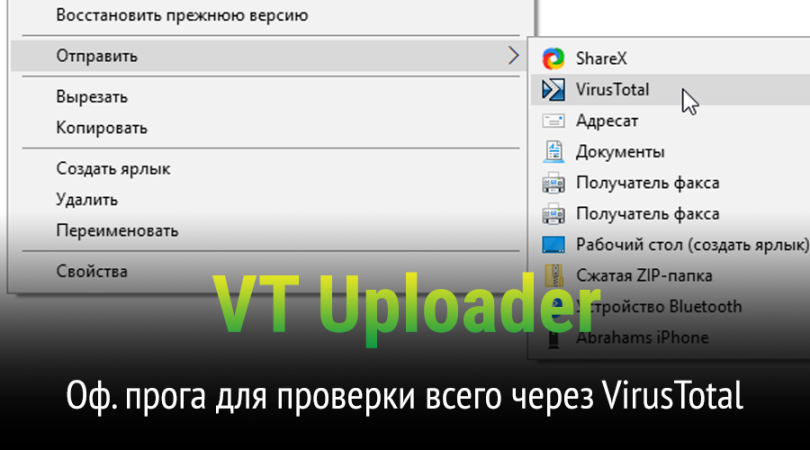 Восстановить прежнюю версию
Отправить
Вырезать
Копировать
Создать ярлык
Удалить
Переименовать
Свойства
ShareX
VirusTotal
Адресат
Документы
Получатель факса
Получатель факса
Рабочий стол (создать ярлык)
Сжатая ZIP-папка
Устройство Bluetooth
Abrahams iPhone
VT Uploader
Оф. прога для проверки всего через VirusTotal